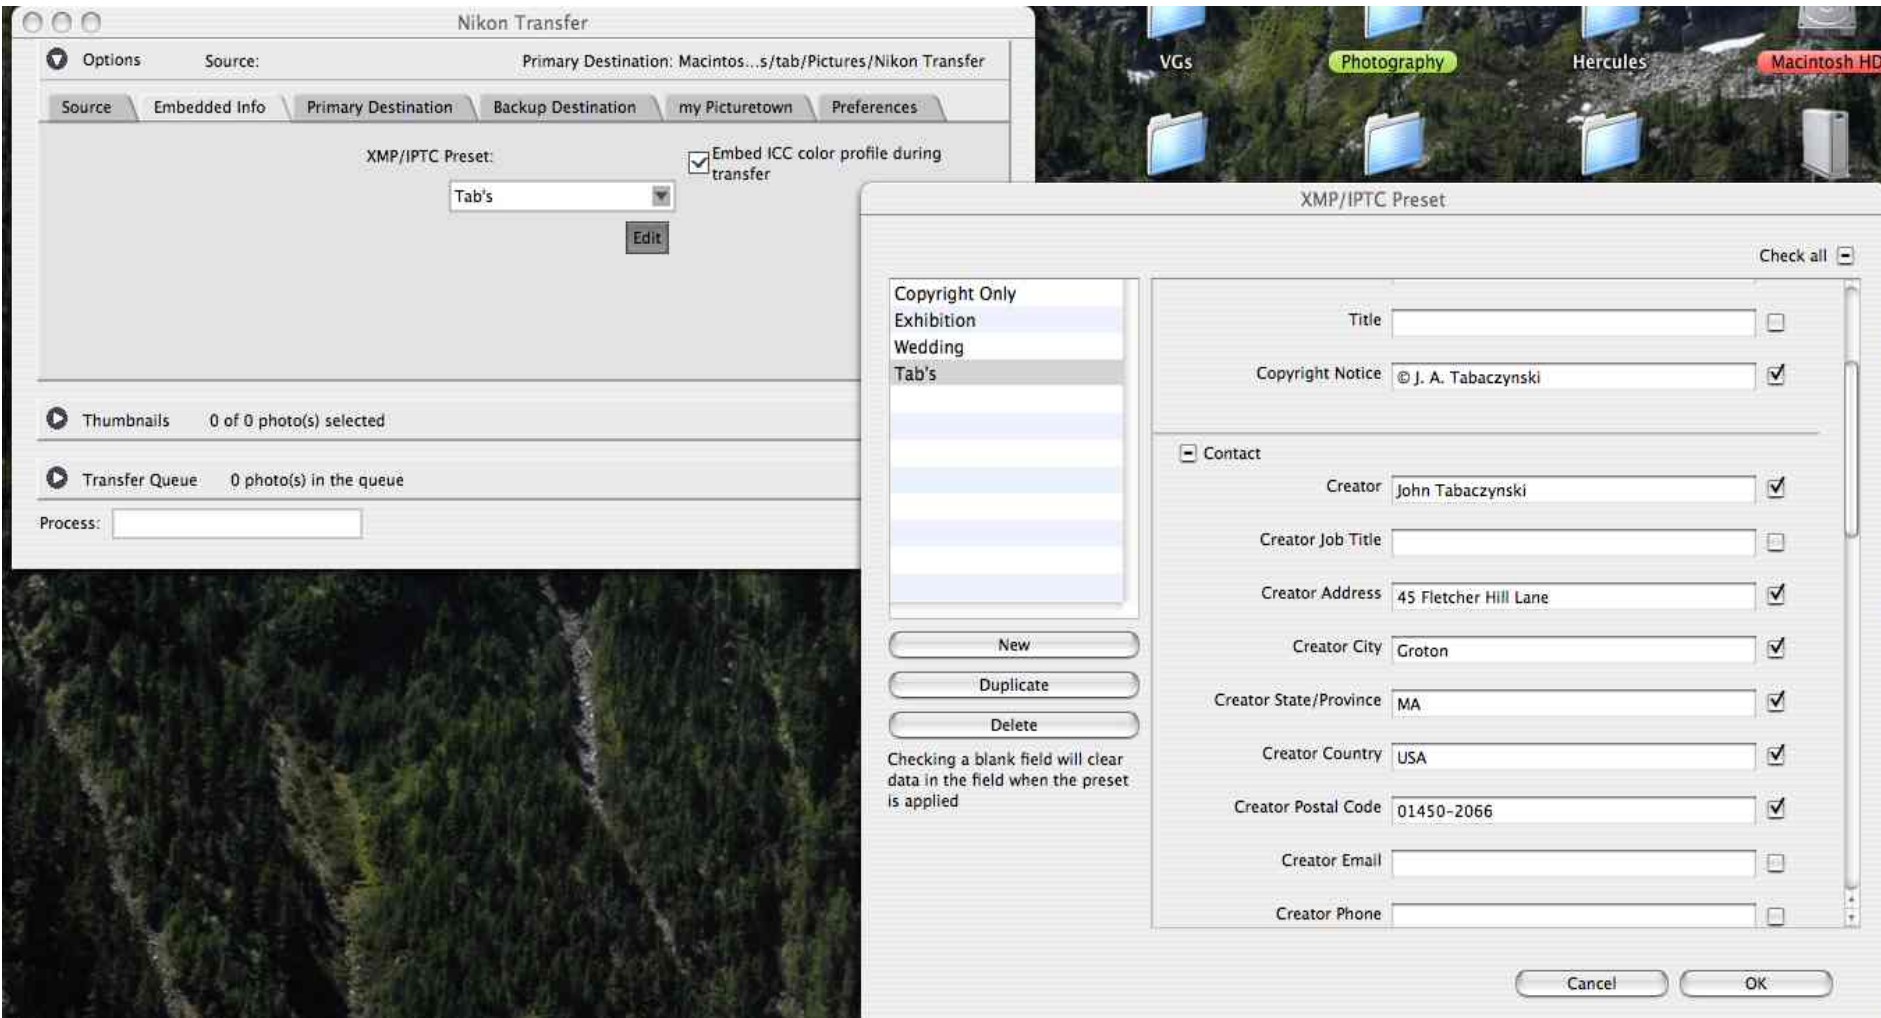 Nikon Transfer
Options Source: Primary Destination: Macintos...s/tab/Pictures/Nikon Transfer
Source Embedded Info Primary Destination Backup Destination my Picturetown Preferences
XMP/IPTC Preset:
Embed ICC color profile during
transfer
Tab's
Edit
Thumbnails 0 of 0 photo(s) selected
Transfer Queue 0 photo(s) in the queue
Process:
VGs Photography Hercules Macintosh HD
XMP/IPTC Preset
Check all
Copyright Only
Exhibition
Wedding
Tab's
New
Duplicate
Delete
Checking a blank field will clear
data in the field when the preset
is applied
Title
Copyright Notice © J. A. Tabaczynski
Contact
Creator John Tabaczynski
Creator Job Title
Creator Address 45 Fletcher Hill Lane
Creator City Groton
Creator State/Province MA
Creator Country USA
Creator Postal Code 01450-2066
Creator Email
Creator Phone
Cancel OK